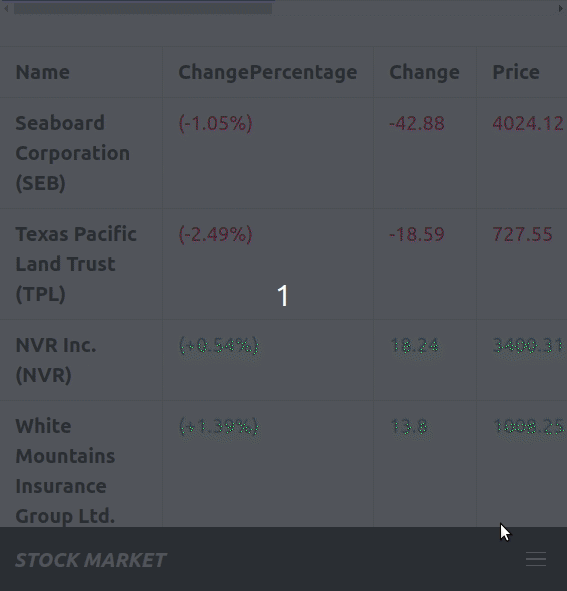 Name ChangePercentage Change Price
Seaboard (-1.05%) -42.88 4024.12
Corporation
(SEB)
Texas Pacific (-2.49%) -18.59 727.55
Land Trust
(TPL)
1
NVR Inc. (+0.54%) 18.24 3400.31
(NVR)
White (+1.39%) 13.8 1009.25
Mountains
Insurance
Group Ltd.
STOCK MARKET